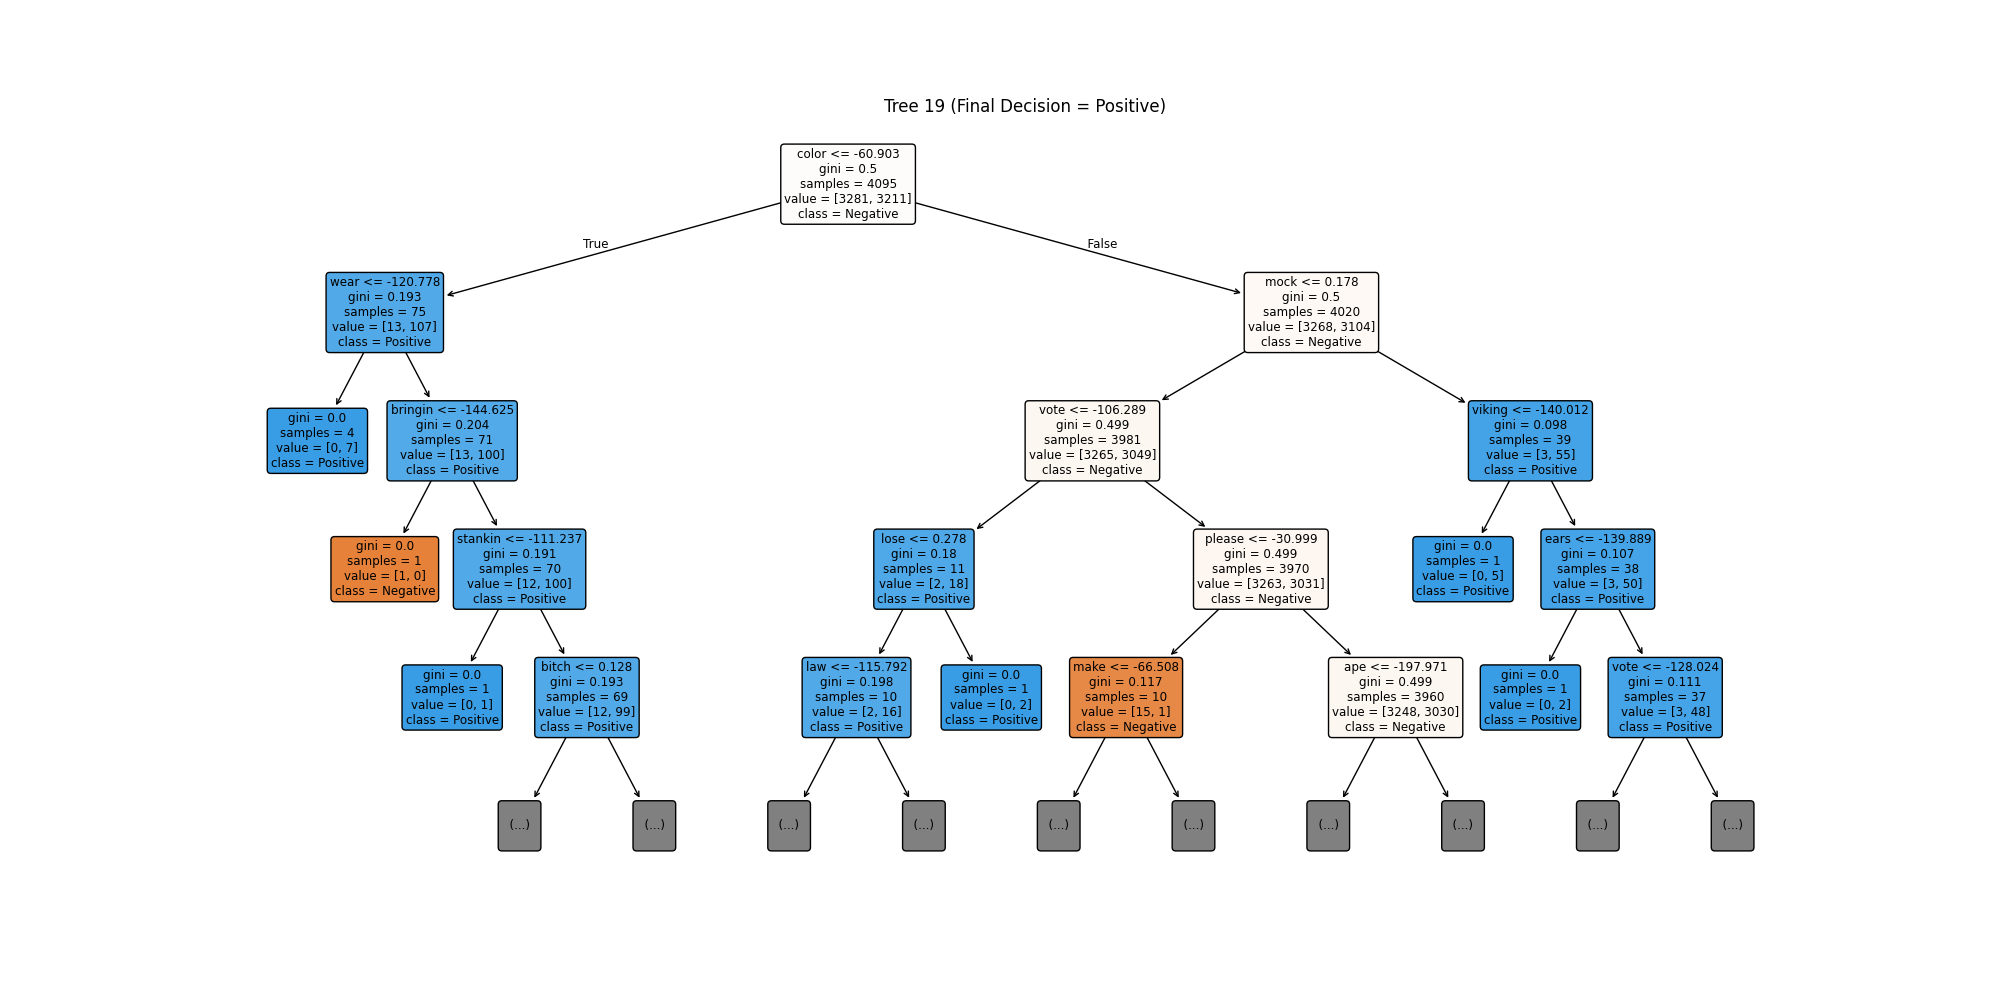 Tree 19 (Final Decision = Positive)
color <= -60.903
gini = 0.5
samples = 4095
value = [3281, 3211]
class = Negative
True
False
wear <= -120.778
gini = 0.193
samples = 75
value = [13, 107]
class = Positive
mock <= 0.178
gini = 0.5
samples = 4020
value = [3268, 3104]
class = Negative
gini = 0.0
samples = 4
value = [0, 7]
class = Positive
bringin <= -144.625
gini = 0.204
samples = 71
value = [13, 100]
class = Positive
vote <= -106.289
gini = 0.499
samples = 3981
value = [3265, 3049]
class = Negative
viking <= -140.012
gini = 0.098
samples = 39
value = [3, 55]
class = Positive
gini = 0.0
samples = 1
value = [1, 0]
class = Negative
stankin <= -111.237
gini = 0.191
samples = 70
value = [12, 100]
class = Positive
lose <= 0.278
gini = 0.18
samples = 11
value = [2, 18]
class = Positive
please <= -30.999
gini = 0.499
samples = 3970
value = [3263, 3031]
class = Negative
gini = 0.0
samples = 1
value = [0, 5]
class = Positive
ears <= -139.889
gini = 0.107
samples = 38
value = [3, 50]
class = Positive
gini = 0.0
samples = 1
value = [0, 1]
class = Positive
bitch <= 0.128
gini = 0.193
samples = 69
value = [12, 99]
class = Positive
law <= -115.792
gini = 0.198
samples = 10
value = [2, 16]
class = Positive
gini = 0.0
samples = 1
value = [0, 2]
class = Positive
make <= -66.508
gini = 0.117
samples = 10
value = [15, 1]
class = Negative
ape <= -197.971
gini = 0.499
samples = 3960
value = [3248, 3030]
class = Negative
gini = 0.0
samples = 1
value = [0, 2]
class = Positive
vote <= -128.024
gini = 0.111
samples = 37
value = [3, 48]
class = Positive
(...)
(...)
(...)
(...)
(...)
(...)
(...)
(...)
(...)
(...)